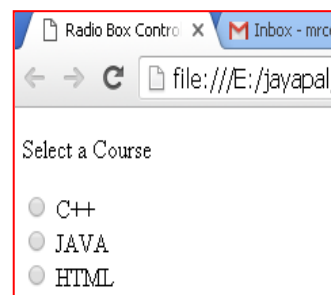 Radio Box Contro Inbox - mrc
file:///E:/jayapal
Select a Course
C++
JAVA
HTML